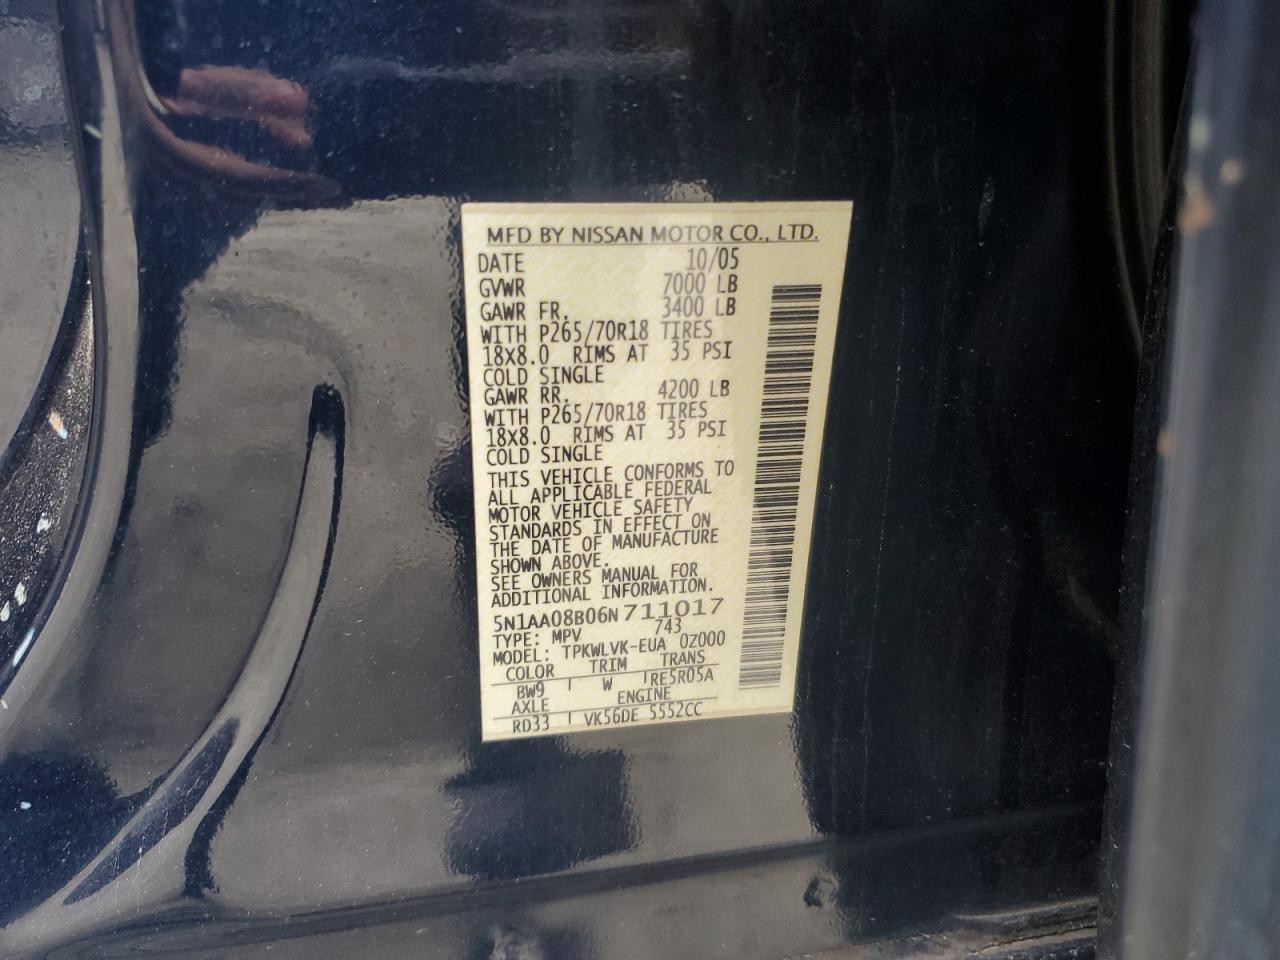 MFD BY NISSAN MOTOR CO., LTD.
DATE 10/05
GVWR 7000 LB
GAWR FR. 3400 LB
WITH P265/70R18 TIRES
18X8.0 RIMS AT 35 PSI
COLD SINGLE
GAWR RR. 4200 LB
WITH P265/70R18 TIRES
18X8.0 RIMS AT 35 PSI
COLD SINGLE
THIS VEHICLE CONFORMS TO
ALL APPLICABLE FEDERAL
MOTOR VEHICLE SAFETY
STANDARDS IN EFFECT ON
THE DATE OF MANUFACTURE
SHOWN ABOVE.
SEE OWNERS MANUAL FOR
ADDITIONAL INFORMATION.
5N1AA08B06N711017
TYPE: MPV 743
MODEL: TPKWLVK-EUA 0Z000
COLOR TRIM TRANS
BW9 W RE5R05A
AXLE ENGINE
RD33 VK56DE 5552CC